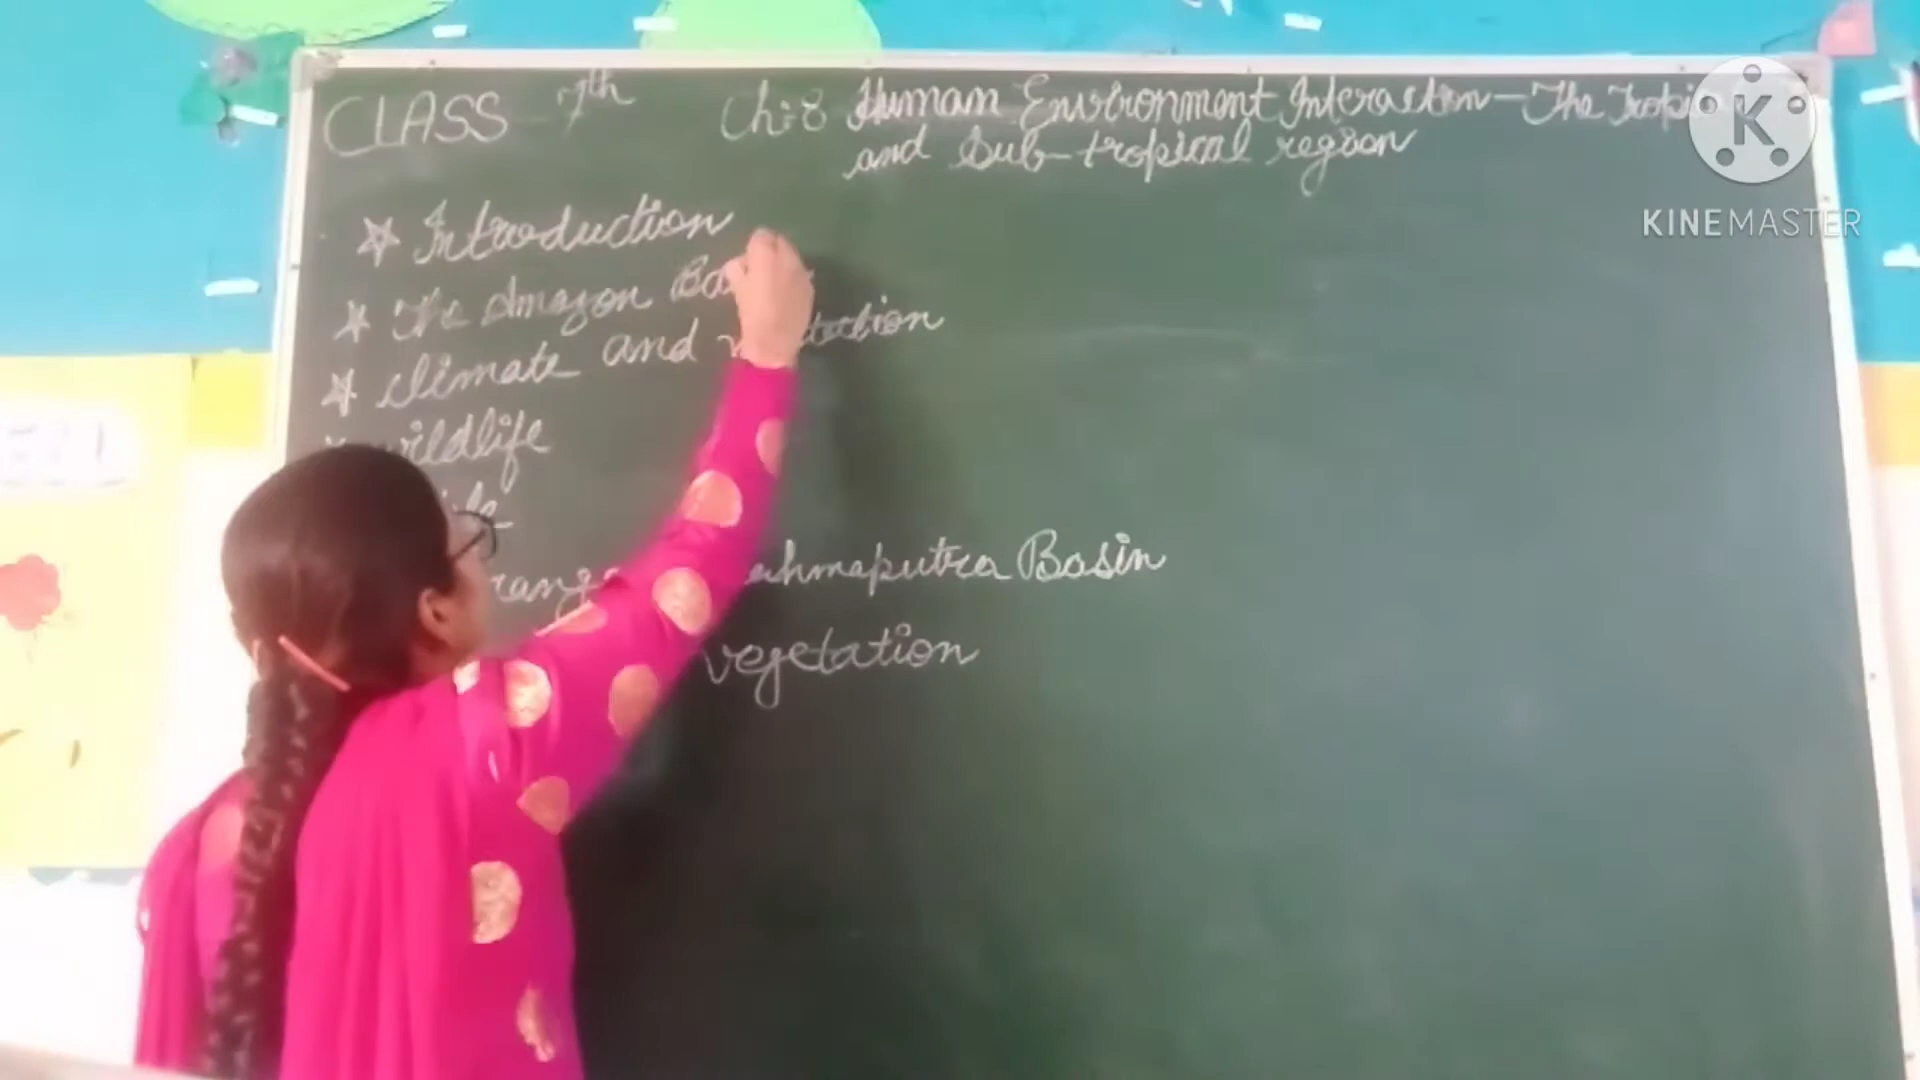 CLASS - 7th
Ch:8 Human Environment Interaction - The Tropical
and Sub-tropical region
Introduction
The Amazon
climate and
wildlife
Basin
vegetation
KINEMASTER